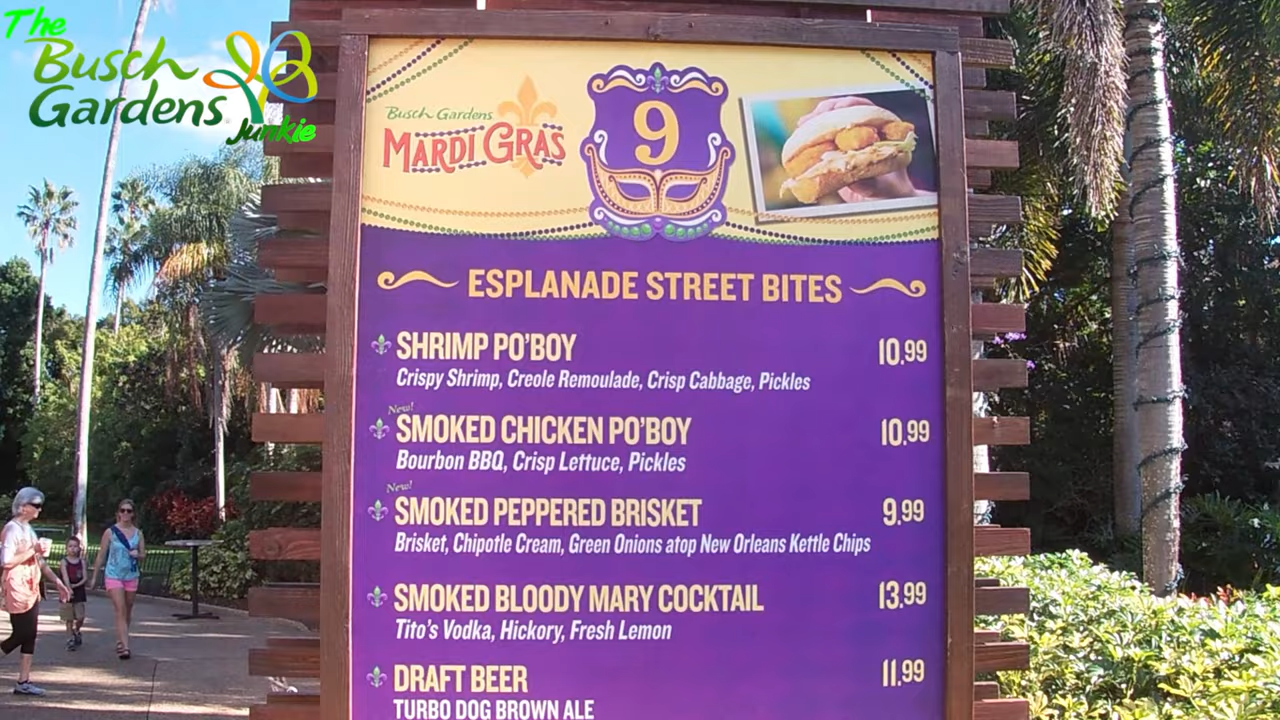 The
Busch
Gardens
Junkie
Busch Gardens
MARDI GRAS
9
ESPLANADE STREET BITES
SHRIMP PO'BOY 10.99
Crispy Shrimp, Creole Remoulade, Crisp Cabbage, Pickles
New!
SMOKED CHICKEN PO'BOY 10.99
Bourbon BBQ, Crisp Lettuce, Pickles
New!
SMOKED PEPPERED BRISKET 9.99
Brisket, Chipotle Cream, Green Onions atop New Orleans Kettle Chips
SMOKED BLOODY MARY COCKTAIL 13.99
Tito's Vodka, Hickory, Fresh Lemon
DRAFT BEER 11.99
TURBO DOG BROWN ALE